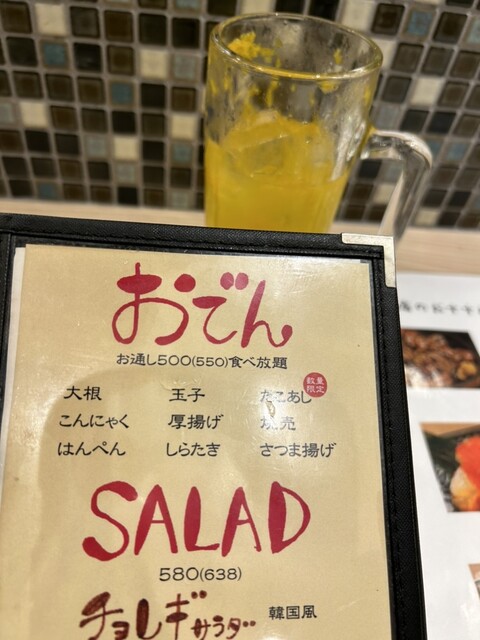 おでん
お通し500(550)食べ放題
大根 玉子 たこあし 数量限定
こんにゃく 厚揚げ 焼売
はんぺん しらたき さつま揚げ
SALAD
580(638)
チョレギサラダ 韓国風